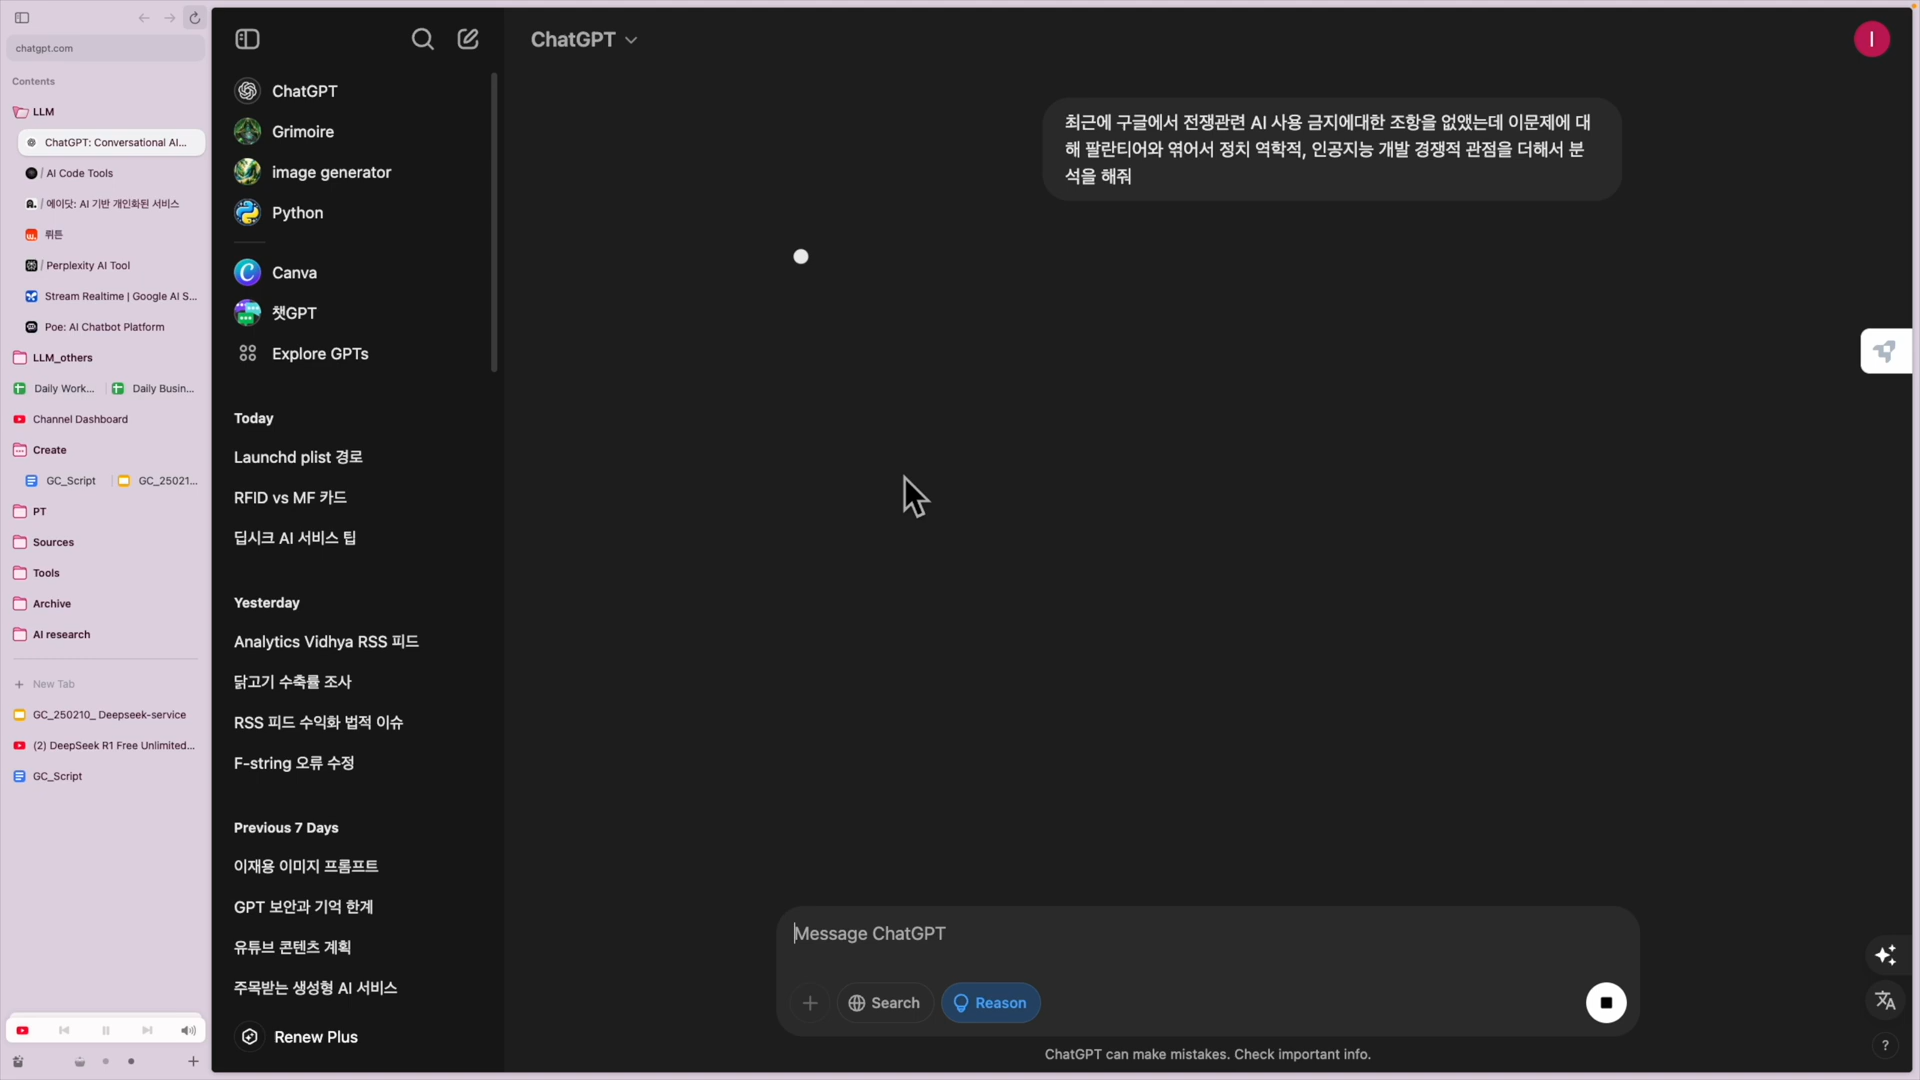 chatgpt.com
Contents
LLM
ChatGPT: Conversational AI...
/ AI Code Tools
/ 에이닷: AI 기반 개인화된 서비스
뤼튼
/ Perplexity AI Tool
Stream Realtime | Google AI S...
Poe: AI Chatbot Platform
LLM_others
Daily Work... Daily Busin...
Channel Dashboard
Create
GC_Script GC_25021...
PT
Sources
Tools
Archive
AI research
New Tab
GC_250210_ Deepseek-service
(2) DeepSeek R1 Free Unlimited...
GC_Script
ChatGPT
Grimoire
image generator
Python
Canva
챗GPT
Explore GPTs
Today
Launchd plist 경로
RFID vs MF 카드
딥시크 AI 서비스 팁
Yesterday
Analytics Vidhya RSS 피드
닭고기 수축률 조사
RSS 피드 수익화 법적 이슈
F-string 오류 수정
Previous 7 Days
이재용 이미지 프롬프트
GPT 보안과 기억 한계
유튜브 콘텐츠 계획
주목받는 생성형 AI 서비스
Renew Plus
ChatGPT
I
최근에 구글에서 전쟁관련 AI 사용 금지에대한 조항을 없앴는데 이문제에 대
해 팔란티어와 엮어서 정치 역학적, 인공지능 개발 경쟁적 관점을 더해서 분
석을 해줘
Message ChatGPT
Search
Reason
ChatGPT can make mistakes. Check important info.
?